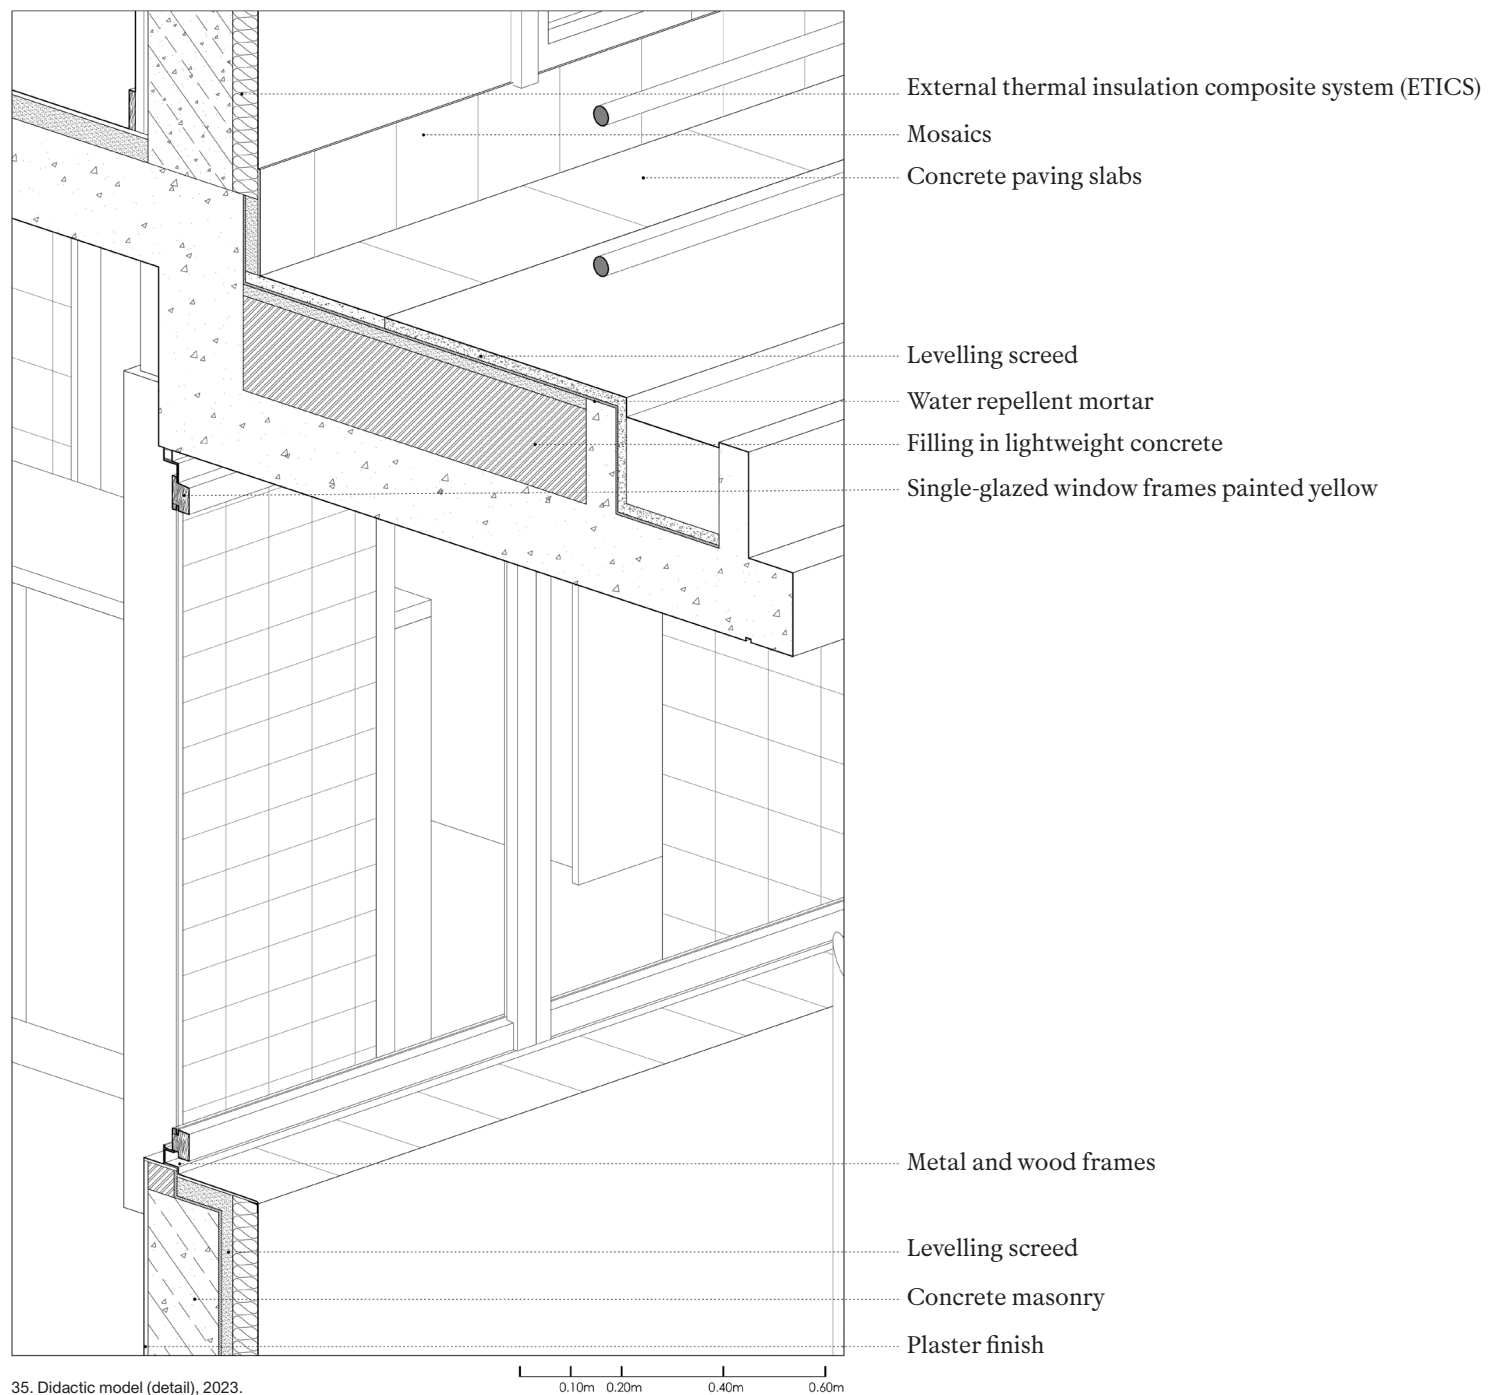 External thermal insulation composite system (ETICS)
Mosaics
Concrete paving slabs
Levelling screed
Water repellent mortar
Filling in lightweight concrete
Single-glazed window frames painted yellow
Metal and wood frames
Levelling screed
Concrete masonry
Plaster finish
35. Didactic model (detail), 2023.
0.10m 0.20m 0.40m 0.60m